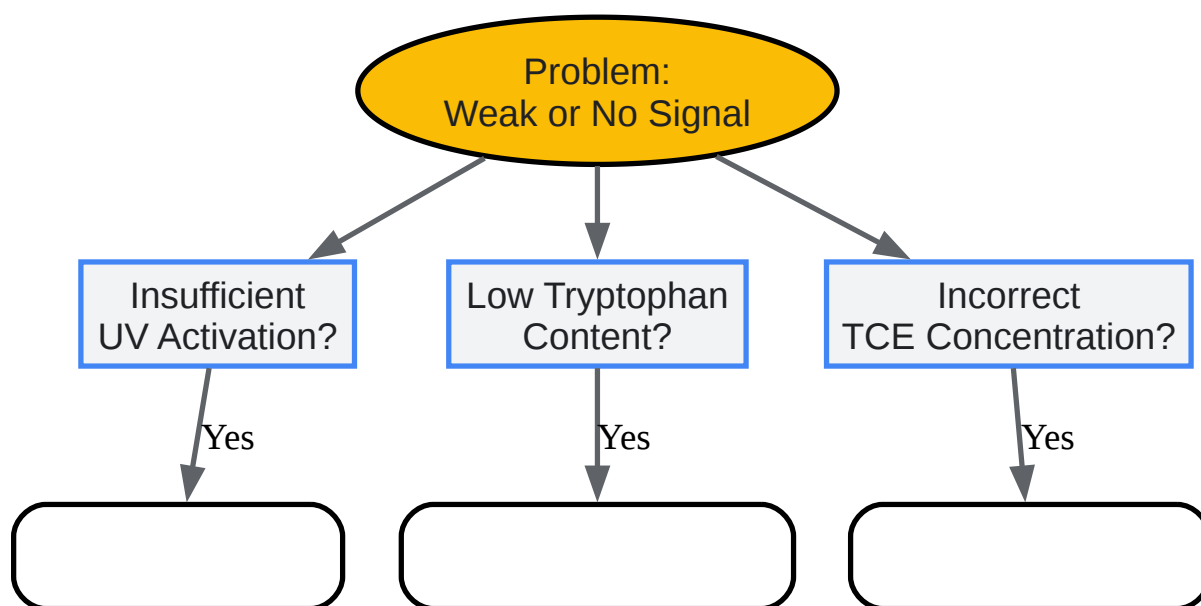 Problem:
Weak or No Signal
Insufficient
UV Activation?
Low Tryptophan
Content?
Incorrect
TCE Concentration?
Yes
Yes
Yes